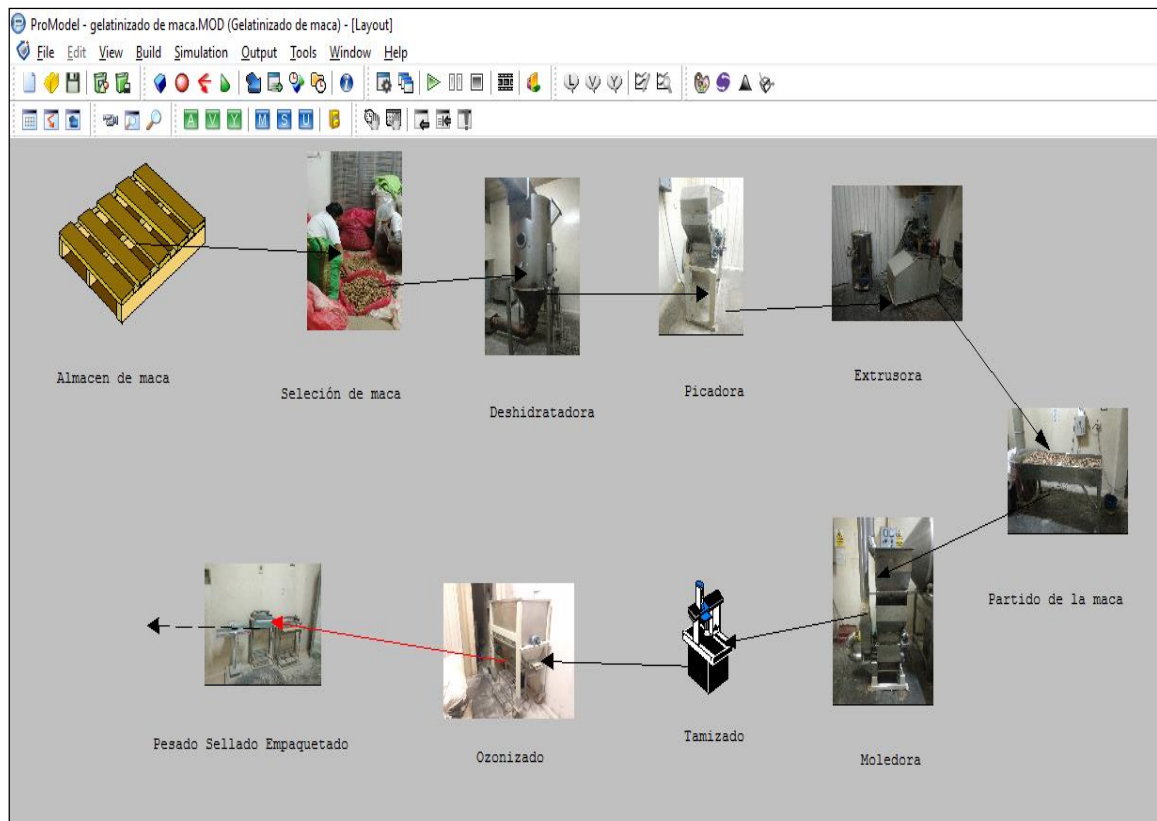 ProModel - gelatinizado de maca.MOD (Gelatinizado de maca) - [Layout]
File Edit View Build Simulation Output Tools Window Help
Almacen de maca
Seleción de maca
Deshidratadora
Picadora
Extrusora
Partido de la maca
Pesado Sellado Empaquetado
Ozonizado
Tamizado
Moledora